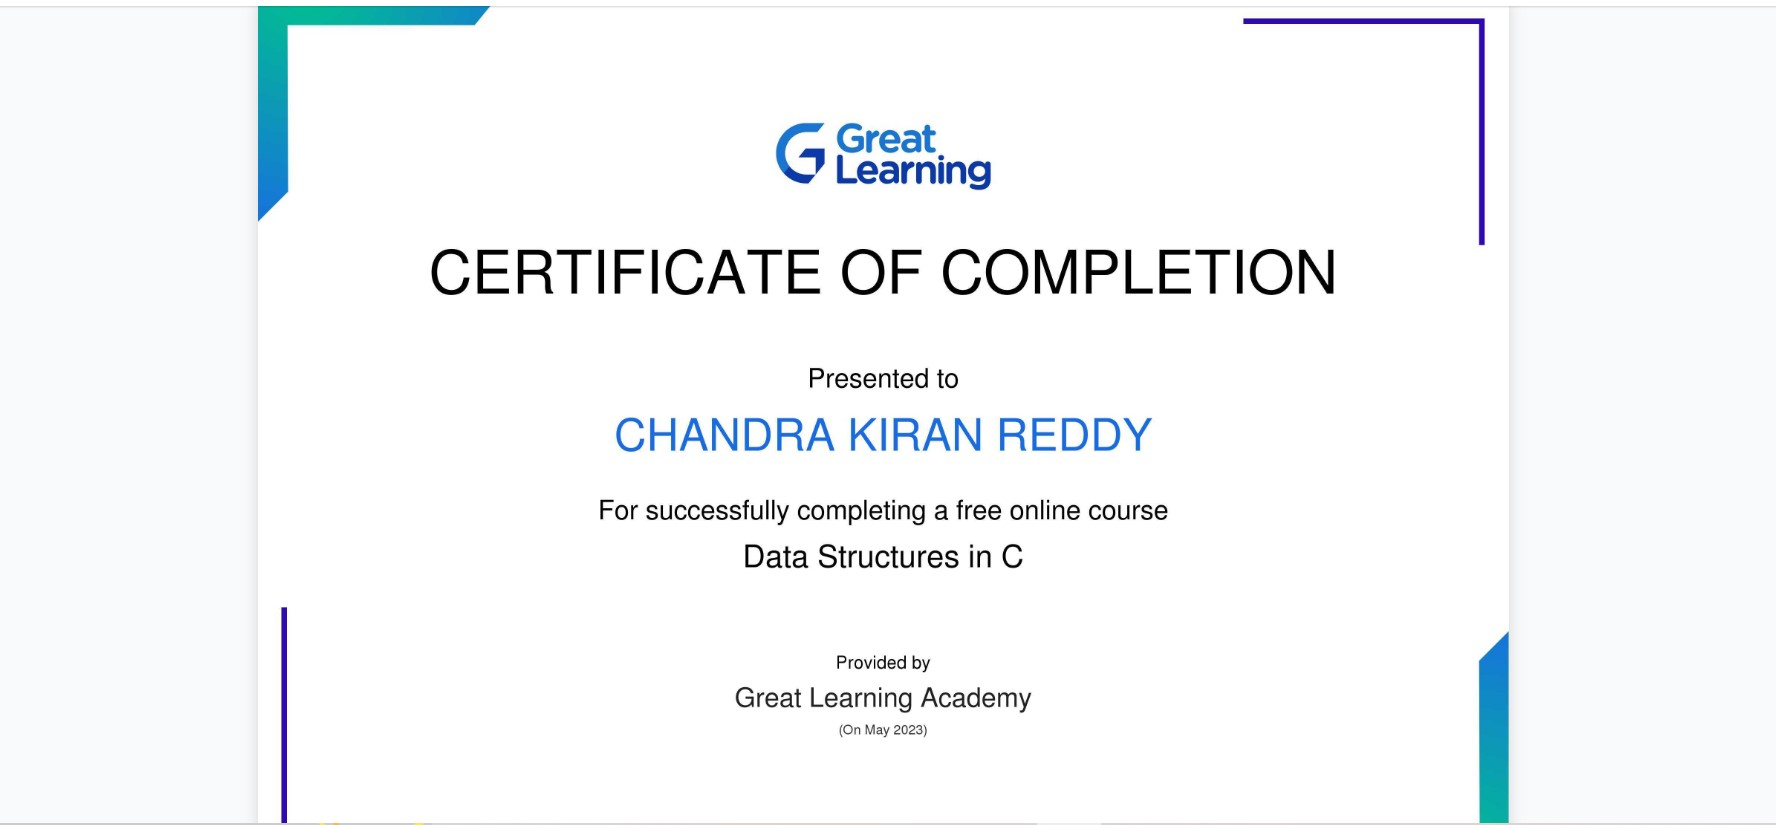 Great
Learning
CERTIFICATE OF COMPLETION
Presented to
CHANDRA KIRAN REDDY
For successfully completing a free online course
Data Structures in C
Provided by
Great Learning Academy
(On May 2023)